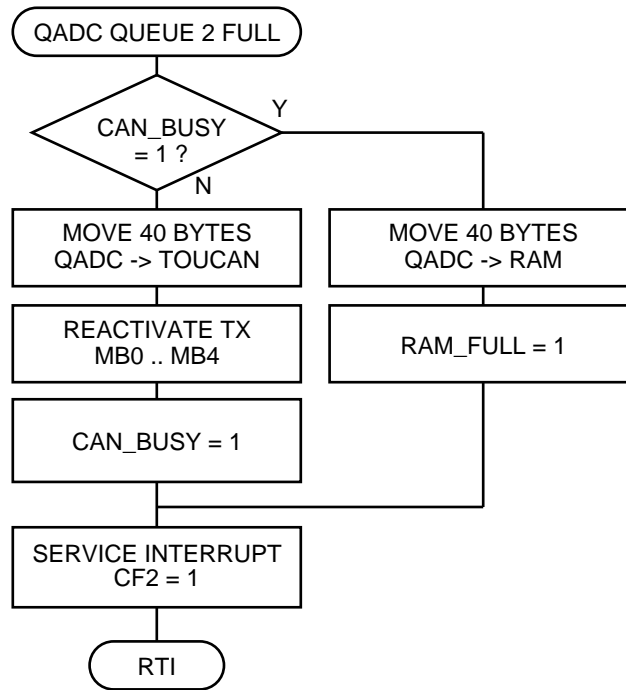 QADC QUEUE 2 FULL
Y
CAN_BUSY
= 1 ?
N
MOVE 40 BYTES
QADC -> TOUCAN
MOVE 40 BYTES
QADC -> RAM
REACTIVATE TX
MB0 .. MB4
RAM_FULL = 1
CAN_BUSY = 1
SERVICE INTERRUPT
CF2 = 1
RTI